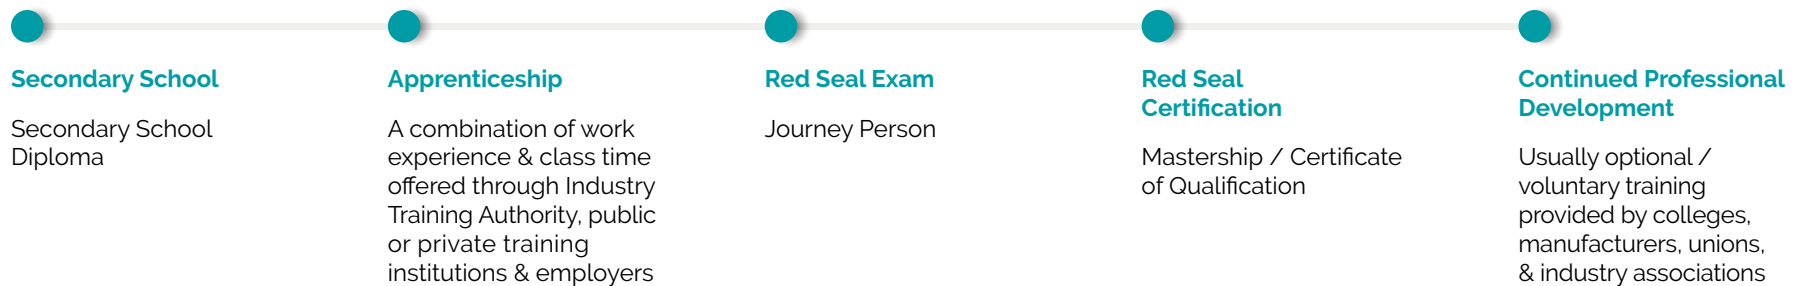 Secondary School
Secondary School
Diploma
Apprenticeship
A combination of work
experience & class time
offered through Industry
Training Authority, public
or private training
institutions & employers
Red Seal Exam
Journey Person
Red Seal
Certification
Mastership / Certificate
of Qualification
Continued Professional
Development
Usually optional /
voluntary training
provided by colleges,
manufacturers, unions,
& industry associations